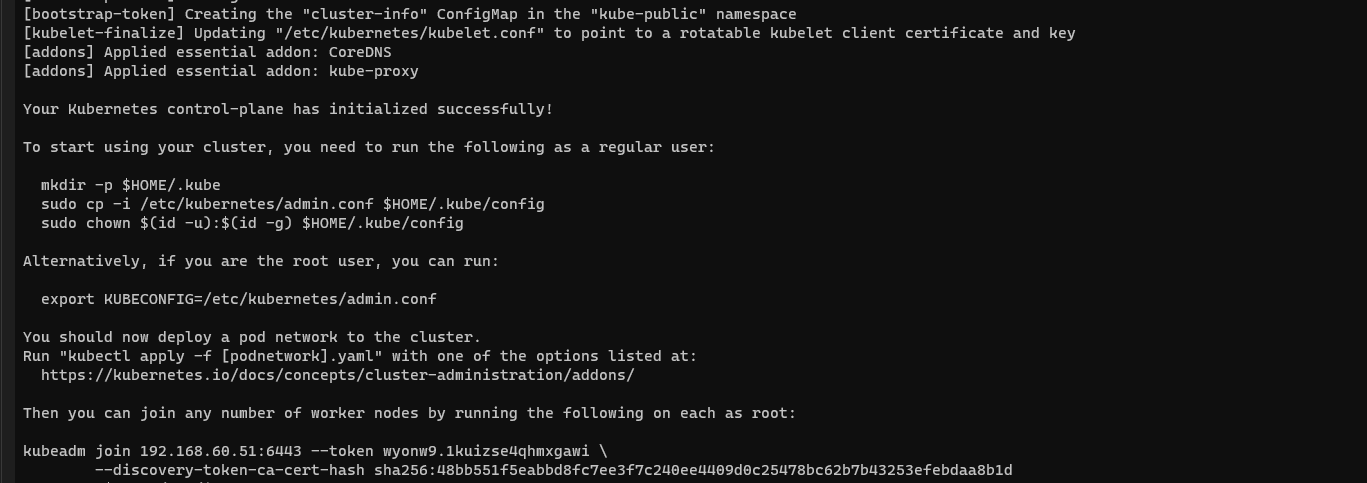 [bootstrap-token] Creating the "cluster-info" ConfigMap in the "kube-public" namespace
[kubelet-finalize] Updating "/etc/kubernetes/kubelet.conf" to point to a rotatable kubelet client certificate and key
[addons] Applied essential addon: CoreDNS
[addons] Applied essential addon: kube-proxy
Your Kubernetes control-plane has initialized successfully!
To start using your cluster, you need to run the following as a regular user:
mkdir -p $HOME/.kube
sudo cp -i /etc/kubernetes/admin.conf $HOME/.kube/config
sudo chown $(id -u):$(id -g) $HOME/.kube/config
Alternatively, if you are the root user, you can run:
export KUBECONFIG=/etc/kubernetes/admin.conf
You should now deploy a pod network to the cluster.
Run "kubectl apply -f [podnetwork].yaml" with one of the options listed at:
https://kubernetes.io/docs/concepts/cluster-administration/addons/
Then you can join any number of worker nodes by running the following on each as root:
kubeadm join 192.168.60.51:6443 --token wyonw9.1kuizse4qhmxgawi \
--discovery-token-ca-cert-hash sha256:48bb551f5eabbd8fc7ee3f7c240ee4409d0c25478bc62b7b43253efebdaa8b1d